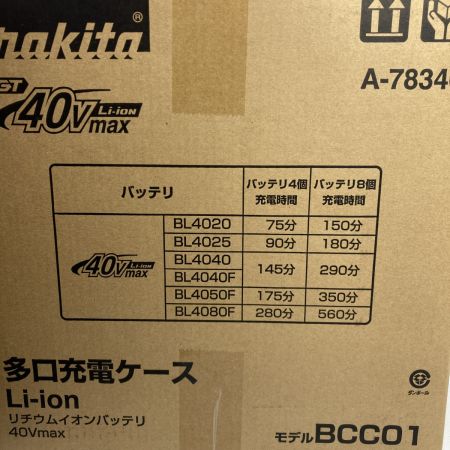 makita®
XGT
40Vmax Li-ion
A-7834
バッテリ バッテリ4個充電時間 バッテリ8個充電時間
40Vmax Li-ion
BL4020 75分 150分
BL4025 90分 180分
BL4040
BL4040F 145分 290分
BL4050F 175分 350分
BL4080F 280分 560分
多口充電ケース
Li-ion
リチウムイオンバッテリ
40Vmax
ダンボール
モデルBCC01